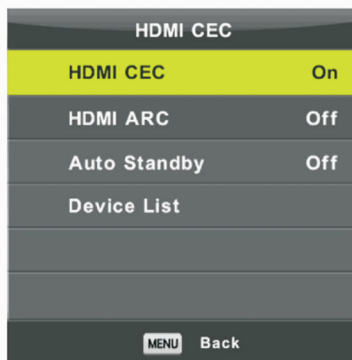 HDMI CEC
HDMI CEC On
HDMI ARC Off
Auto Standby Off
Device List
MENU Back